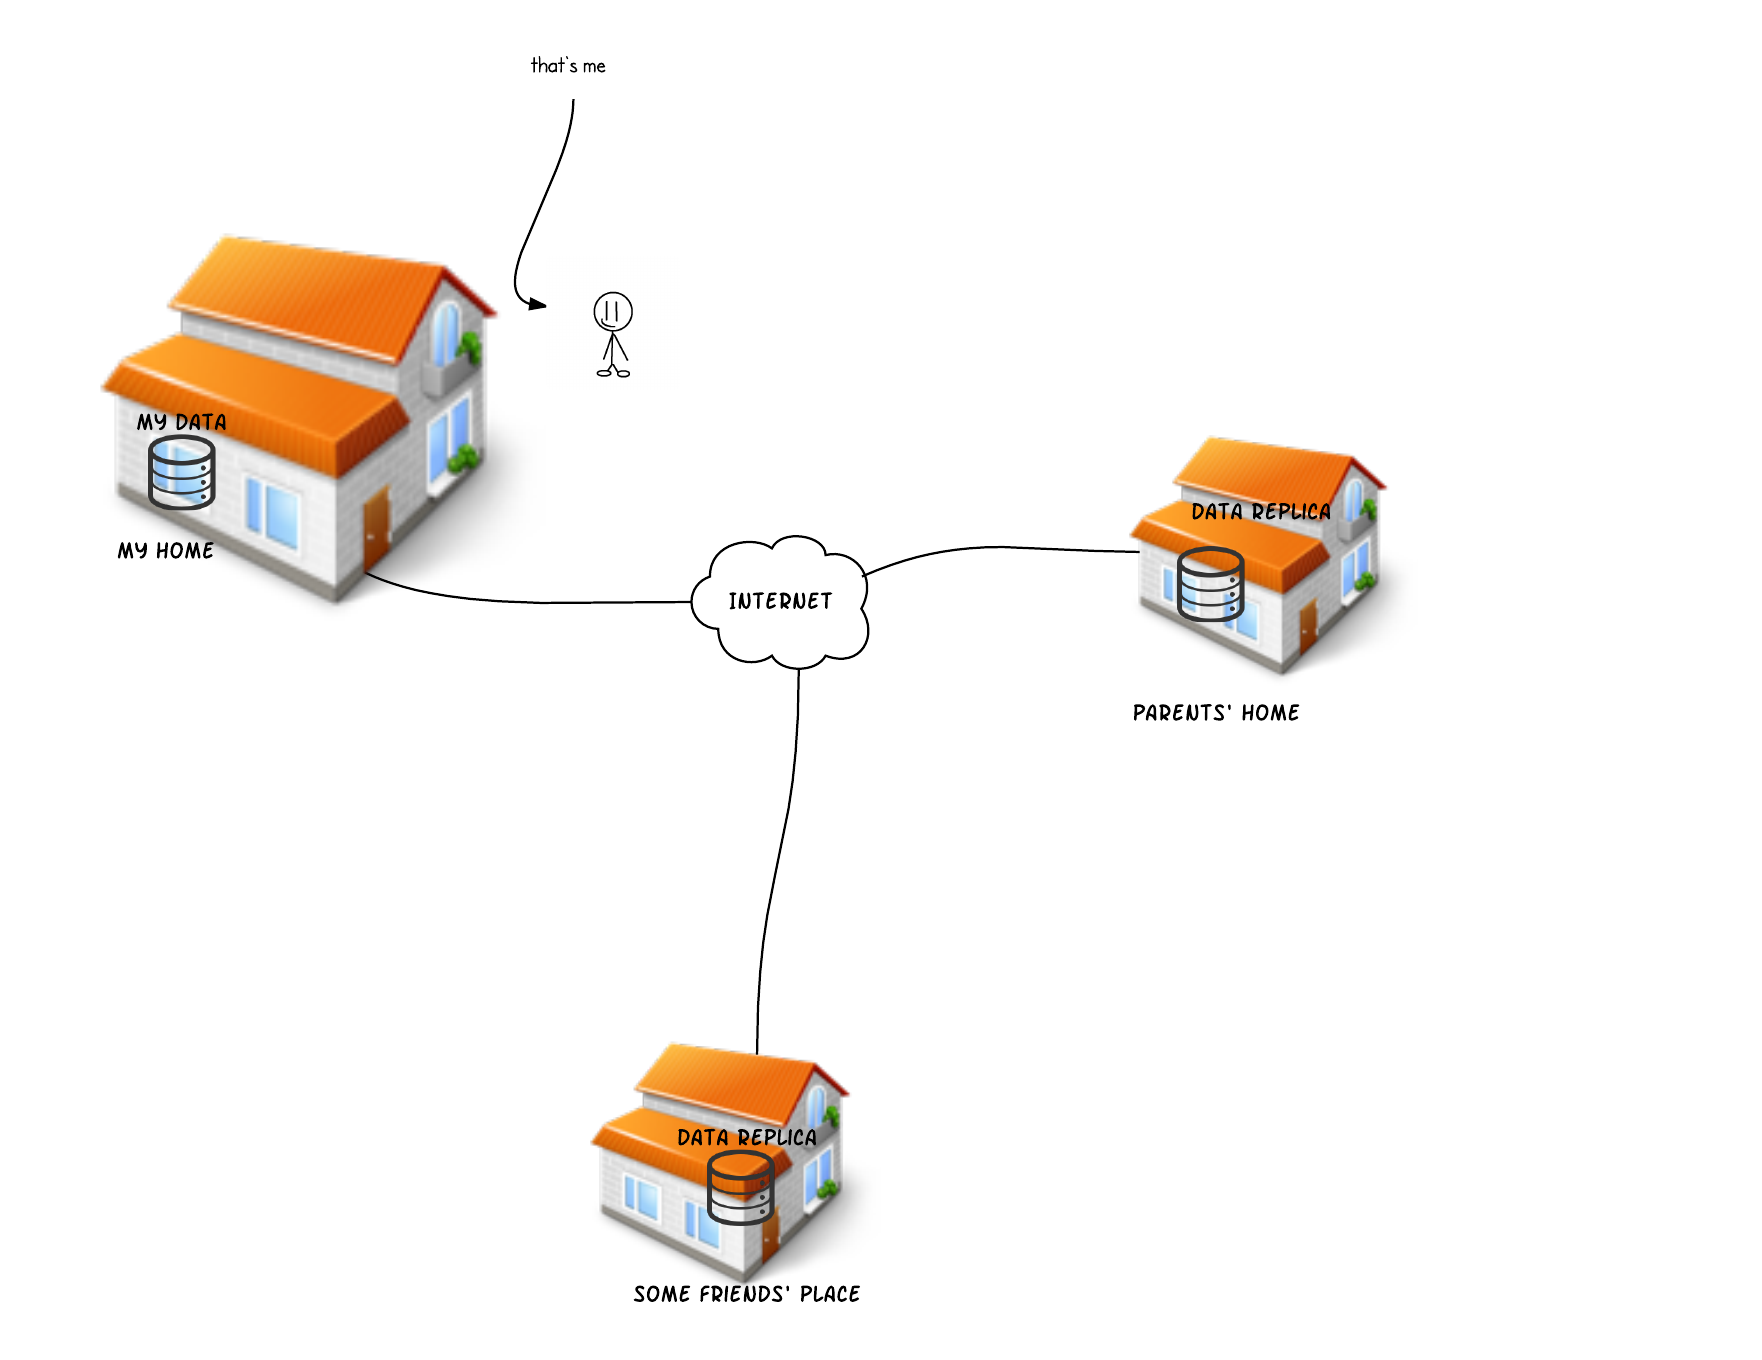 that's me
MY DATA
MY HOME
INTERNET
DATA REPLICA
PARENTS' HOME
DATA REPLICA
SOME FRIENDS' PLACE